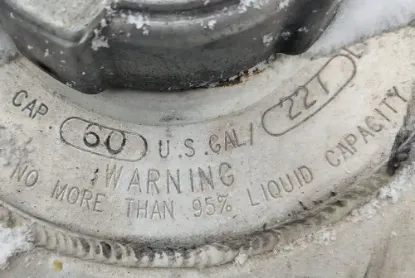 CAP 60 U.S.GAL/ 227 L
WARNING
NO MORE THAN 95% LIQUID CAPACITY